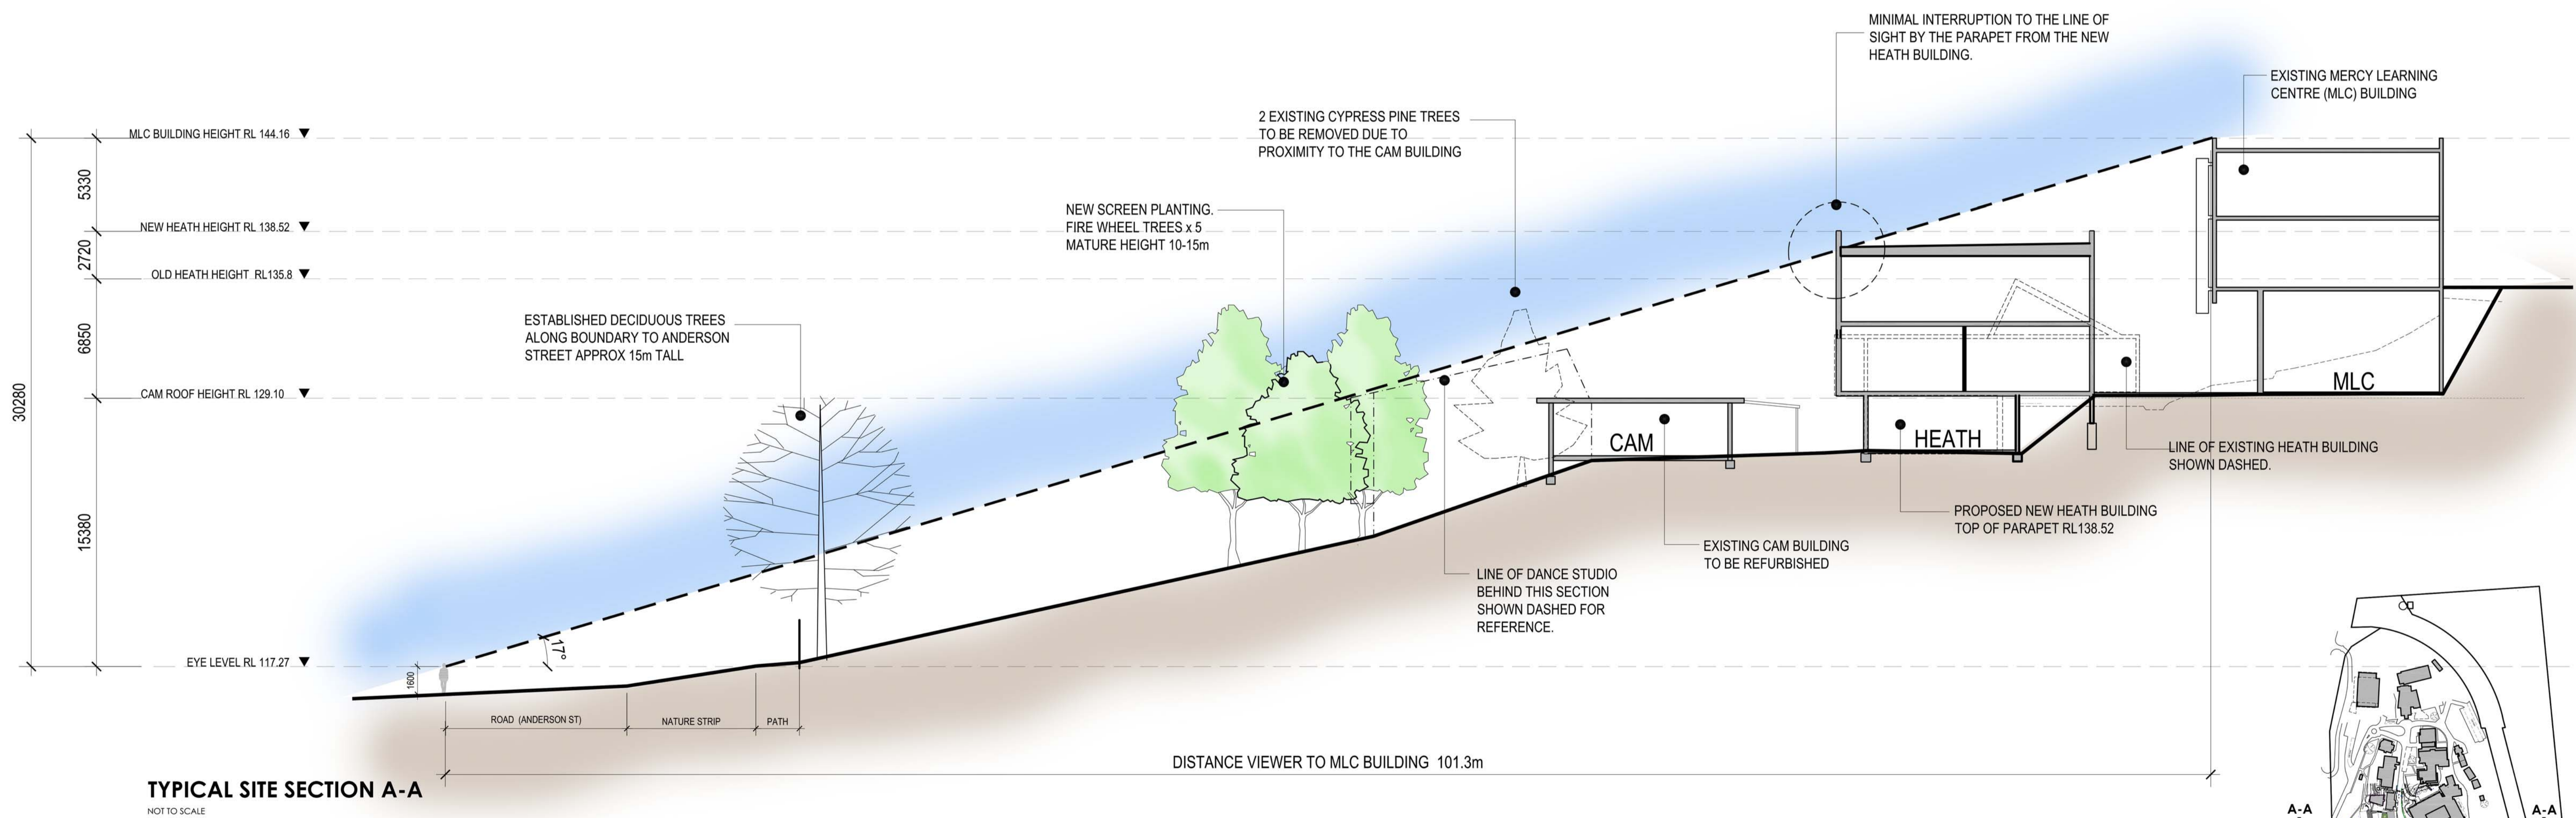 MINIMAL INTERRUPTION TO THE LINE OF
SIGHT BY THE PARAPET FROM THE NEW
HEATH BUILDING.
EXISTING MERCY LEARNING
CENTRE (MLC) BUILDING
2 EXISTING CYPRESS PINE TREES
TO BE REMOVED DUE TO
PROXIMITY TO THE CAM BUILDING
MLC BUILDING HEIGHT RL 144.16
5330
NEW SCREEN PLANTING.
FIRE WHEEL TREES x 5
MATURE HEIGHT 10-15m
NEW HEATH HEIGHT RL 138.52
2720
OLD HEATH HEIGHT RL135.8
ESTABLISHED DECIDUOUS TREES
ALONG BOUNDARY TO ANDERSON
STREET APPROX 15m TALL
6850
30280
CAM ROOF HEIGHT RL 129.10
MLC
CAM
HEATH
LINE OF EXISTING HEATH BUILDING
SHOWN DASHED.
15380
PROPOSED NEW HEATH BUILDING
TOP OF PARAPET RL138.52
EXISTING CAM BUILDING
TO BE REFURBISHED
LINE OF DANCE STUDIO
BEHIND THIS SECTION
SHOWN DASHED FOR
REFERENCE.
17°
EYE LEVEL RL 117.27
1600
ROAD (ANDERSON ST)
NATURE STRIP
PATH
DISTANCE VIEWER TO MLC BUILDING 101.3m
TYPICAL SITE SECTION A-A
NOT TO SCALE
A-A
A-A